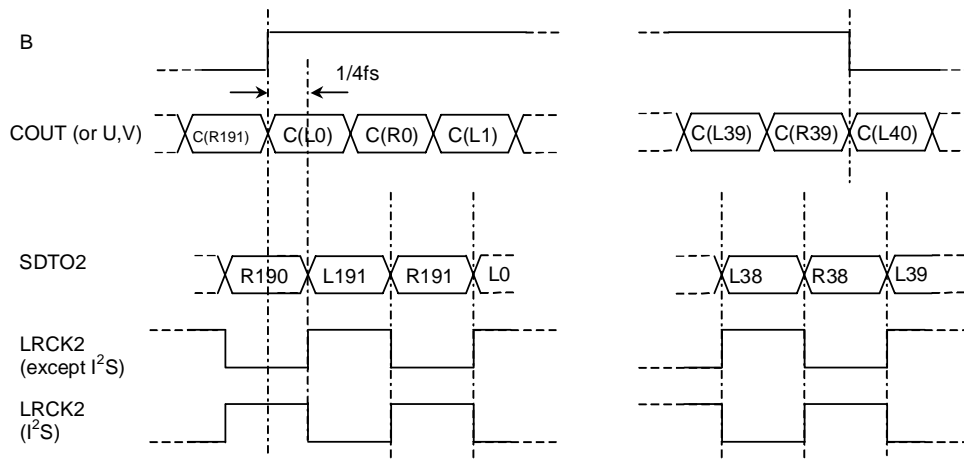 B
1/4fs
COUT (or U,V)
C(R191) C(L0) C(R0) C(L1) C(L39) C(R39) C(L40)
SDTO2
R190 L191 R191 L0 L38 R38 L39
LRCK2
(except I²S)
LRCK2
(I²S)